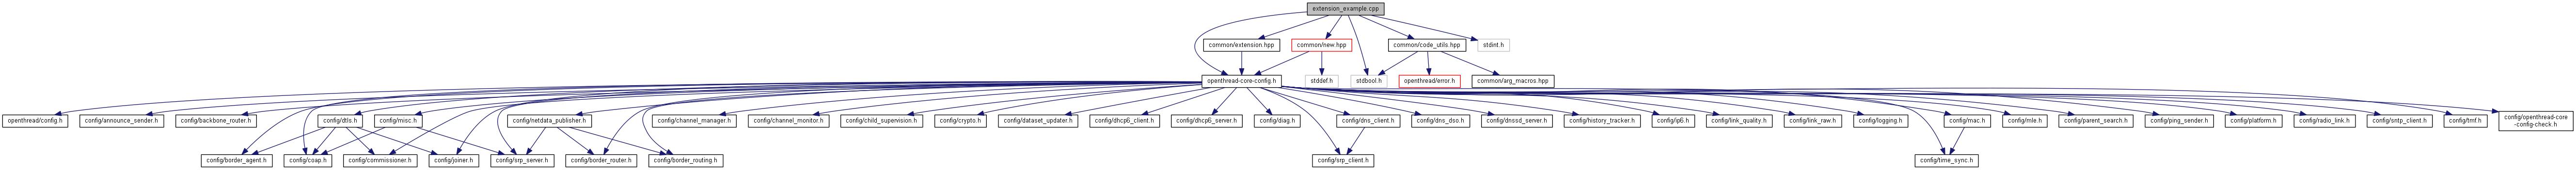 extension_example.cpp
common/extension.hpp
common/new.hpp
common/code_utils.hpp
stdint.h
openthread-core-config.h
stddef.h
stdbool.h
openthread/error.h
common/arg_macros.hpp
openthread/config.h
config/announce_sender.h
config/backbone_router.h
config/dtls.h
config/misc.h
config/netdata_publisher.h
config/channel_manager.h
config/channel_monitor.h
config/child_supervision.h
config/crypto.h
config/dataset_updater.h
config/dhcp6_client.h
config/dhcp6_server.h
config/diag.h
config/dns_client.h
config/dns_dso.h
config/dnssd_server.h
config/history_tracker.h
config/ip6.h
config/link_quality.h
config/link_raw.h
config/logging.h
config/mac.h
config/mle.h
config/parent_search.h
config/ping_sender.h
config/platform.h
config/radio_link.h
config/sntp_client.h
config/tmf.h
config/openthread-core
-config-check.h
config/border_agent.h
config/coap.h
config/commissioner.h
config/joiner.h
config/srp_server.h
config/border_router.h
config/border_routing.h
config/srp_client.h
config/time_sync.h